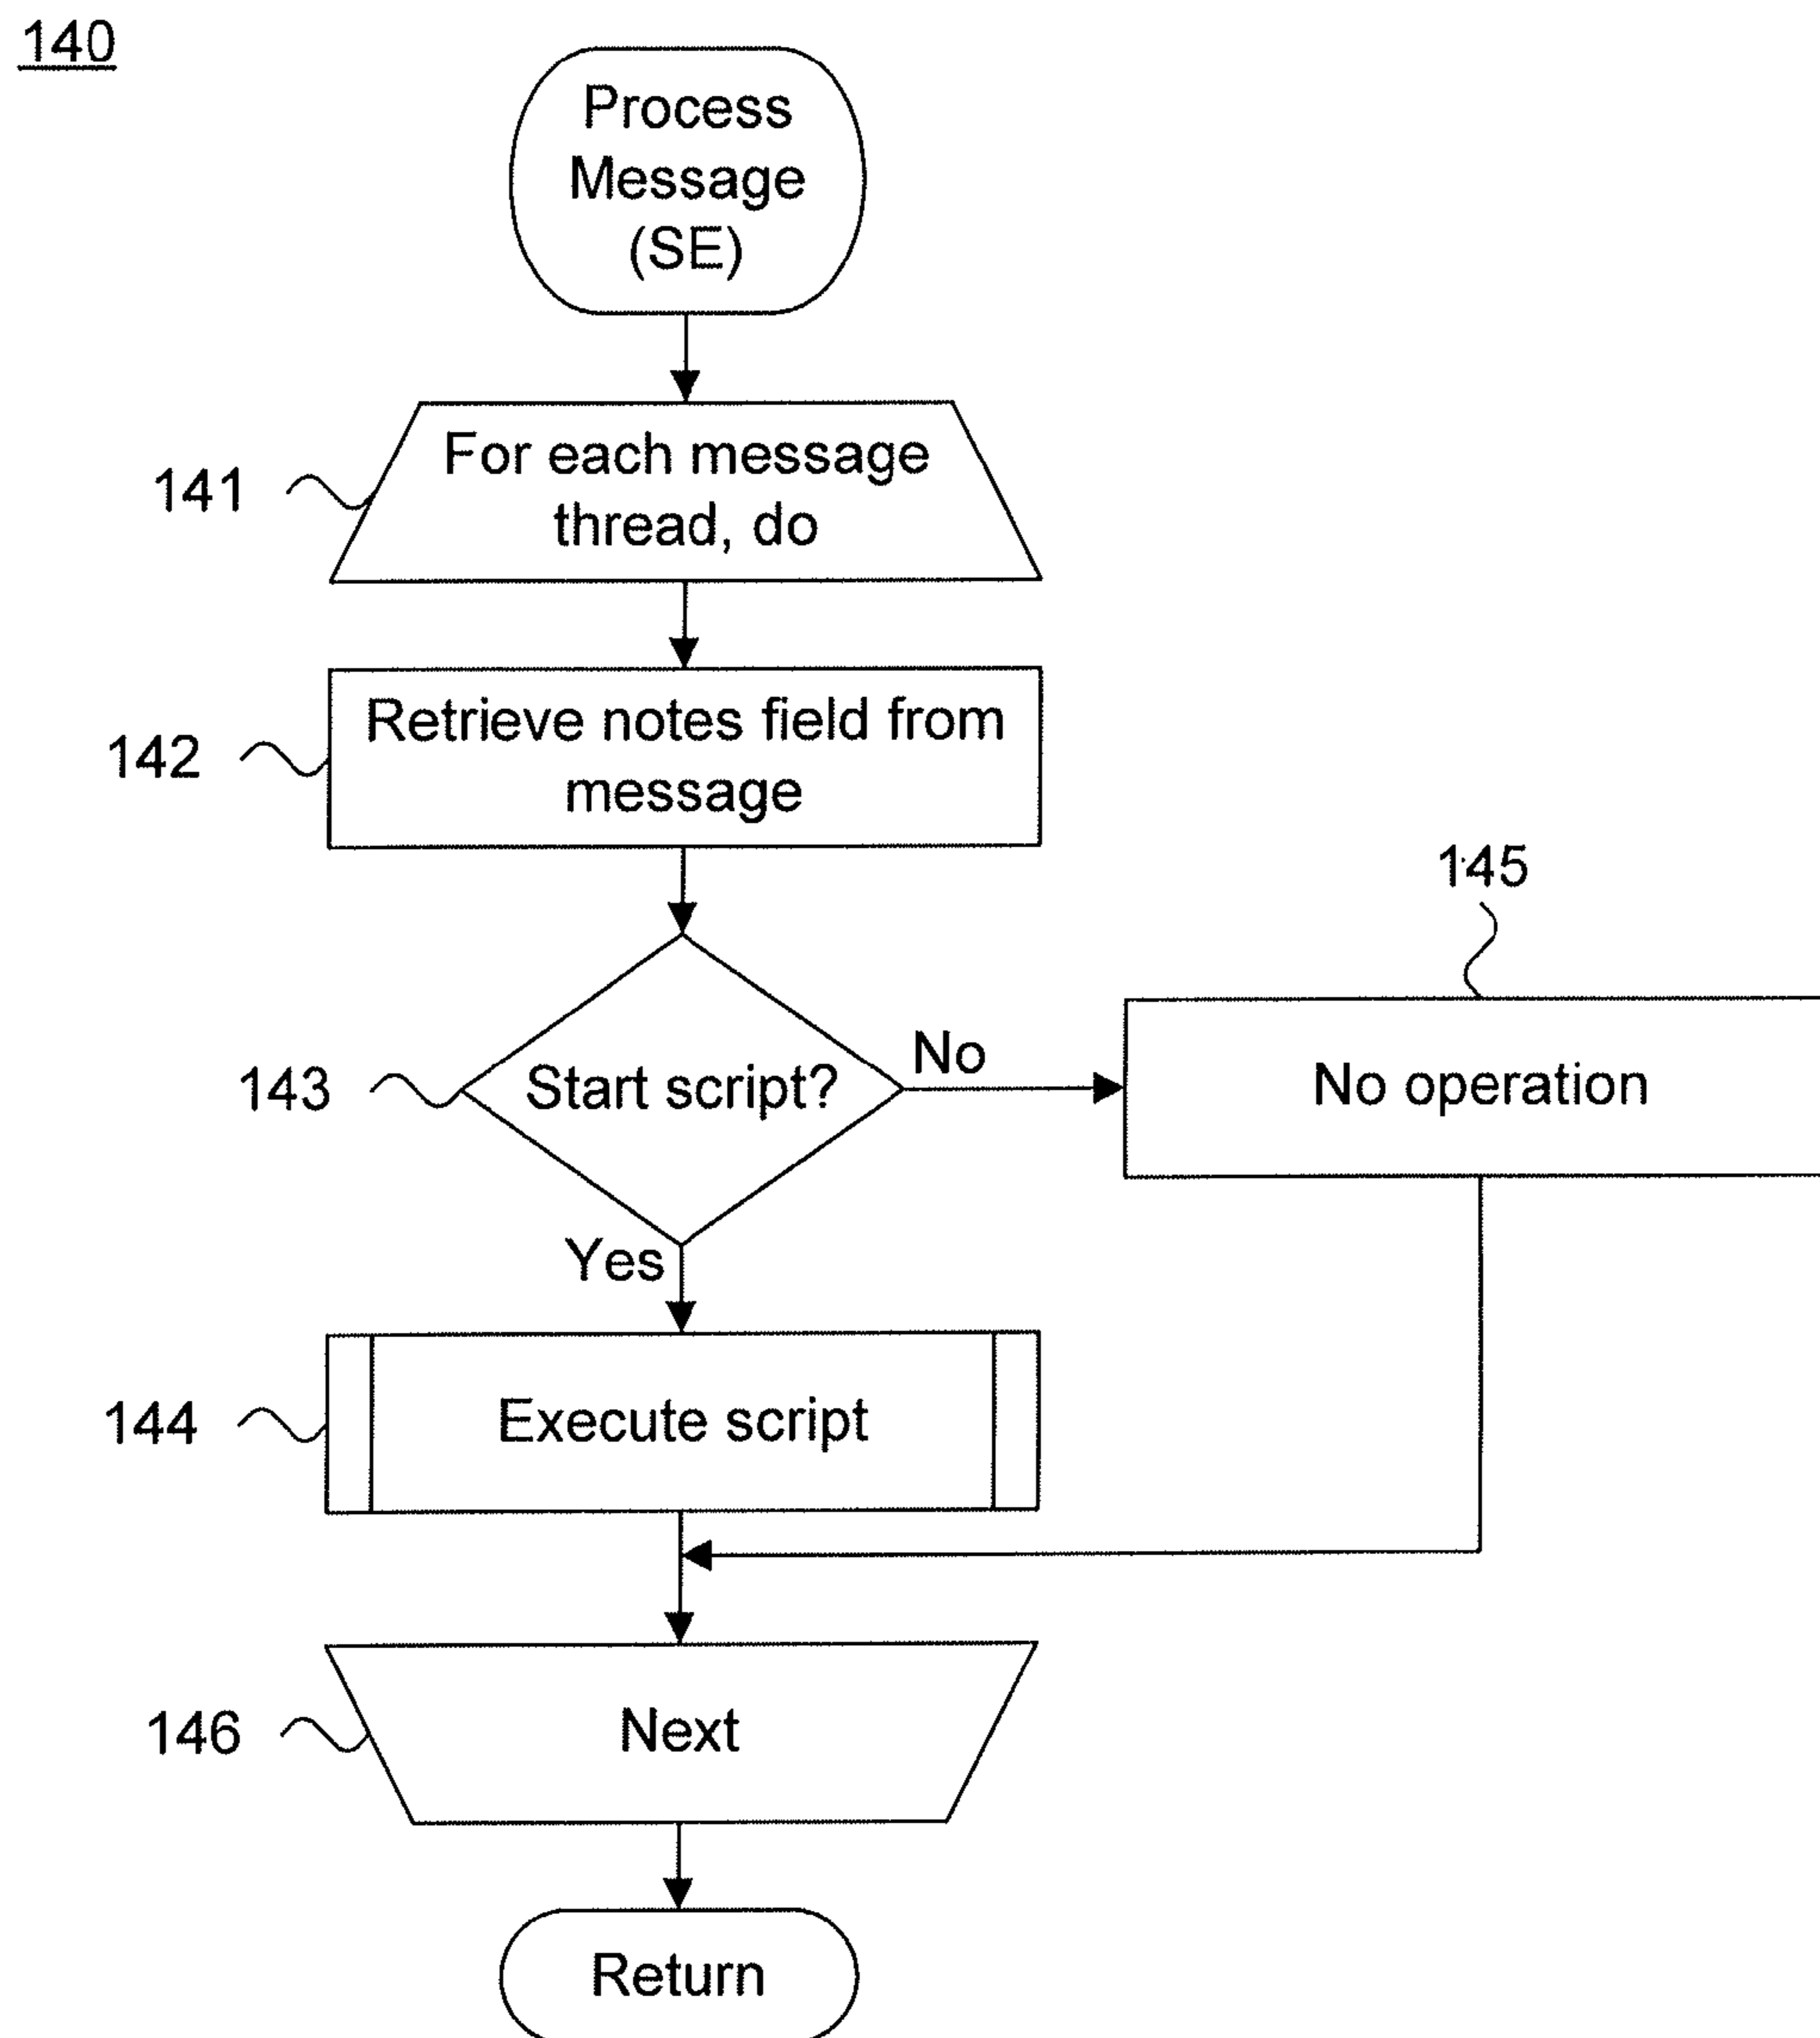 140
Process
Message
(SE)
For each message
thread, do
141
Retrieve notes field from
message
142
145
Start script?
143
No
No operation
Yes
Execute script
144
Next
146
Return